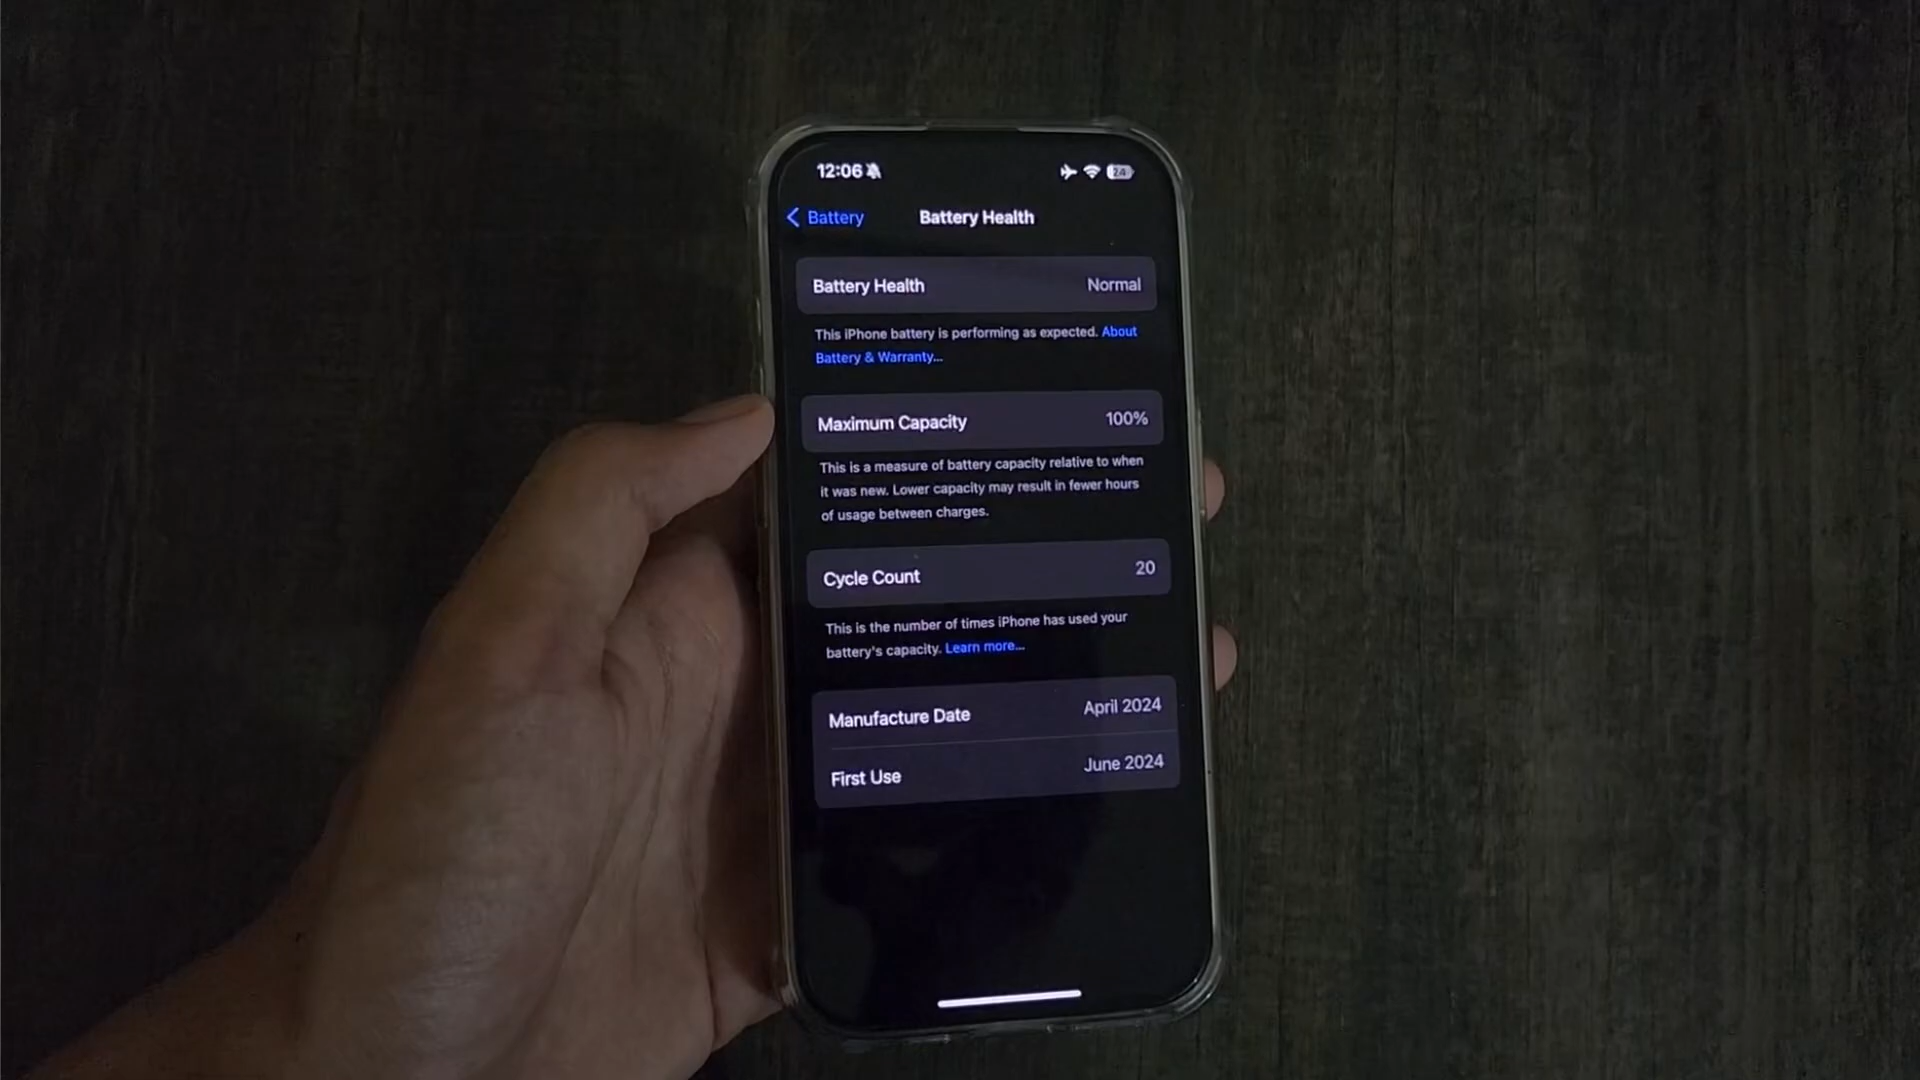 12:06
24
Battery
Battery Health
Battery Health Normal
This iPhone battery is performing as expected. About
Battery & Warranty...
Maximum Capacity 100%
This is a measure of battery capacity relative to when
it was new. Lower capacity may result in fewer hours
of usage between charges.
Cycle Count 20
This is the number of times iPhone has used your
battery's capacity. Learn more...
Manufacture Date April 2024
First Use June 2024